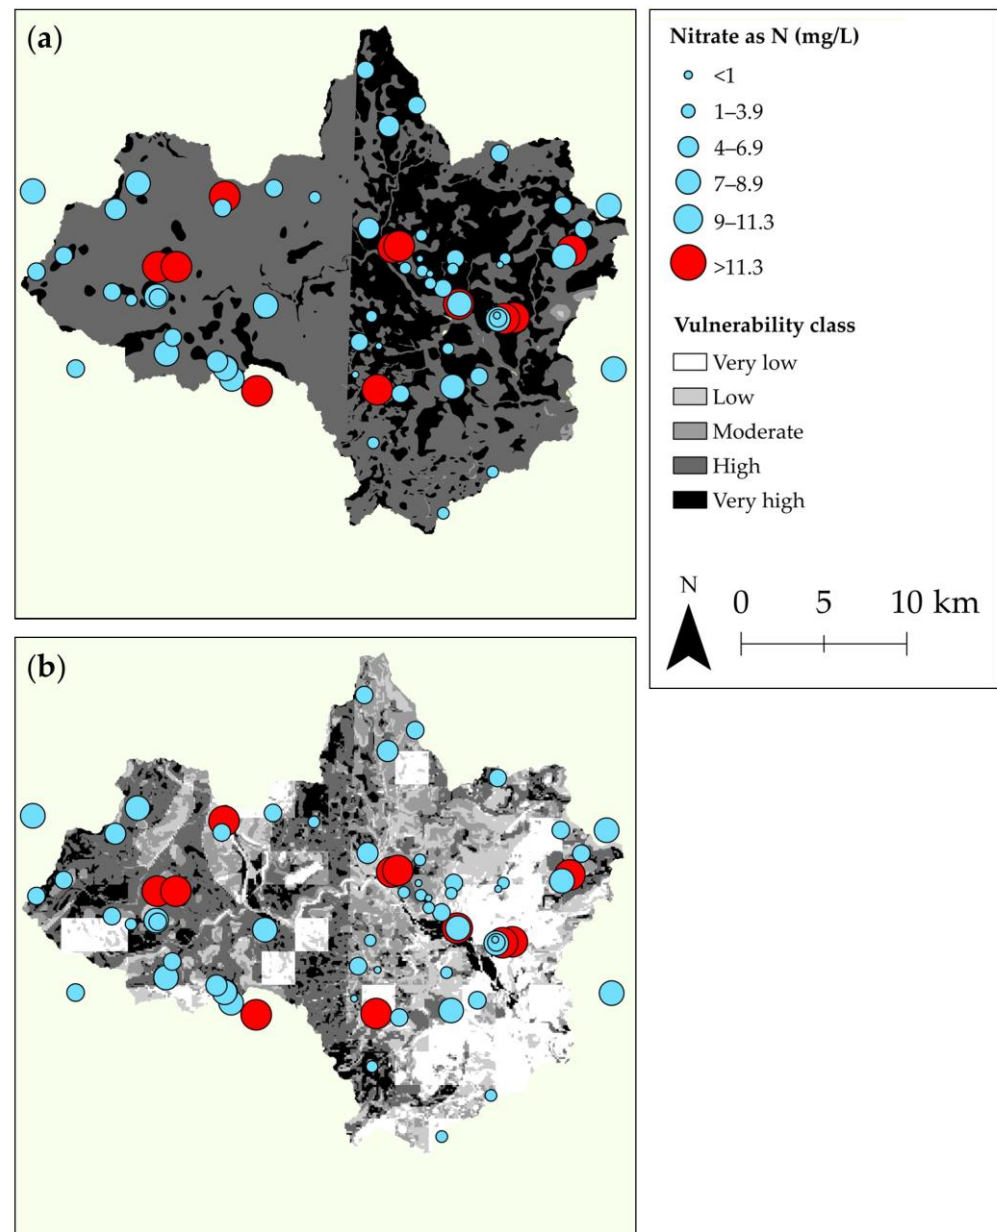 (a)
Nitrate as N (mg/L)
<1
1–3.9
4–6.9
7–8.9
9–11.3
>11.3
Vulnerability class
Very low
Low
Moderate
High
Very high
N
0 5 10 km
(b)